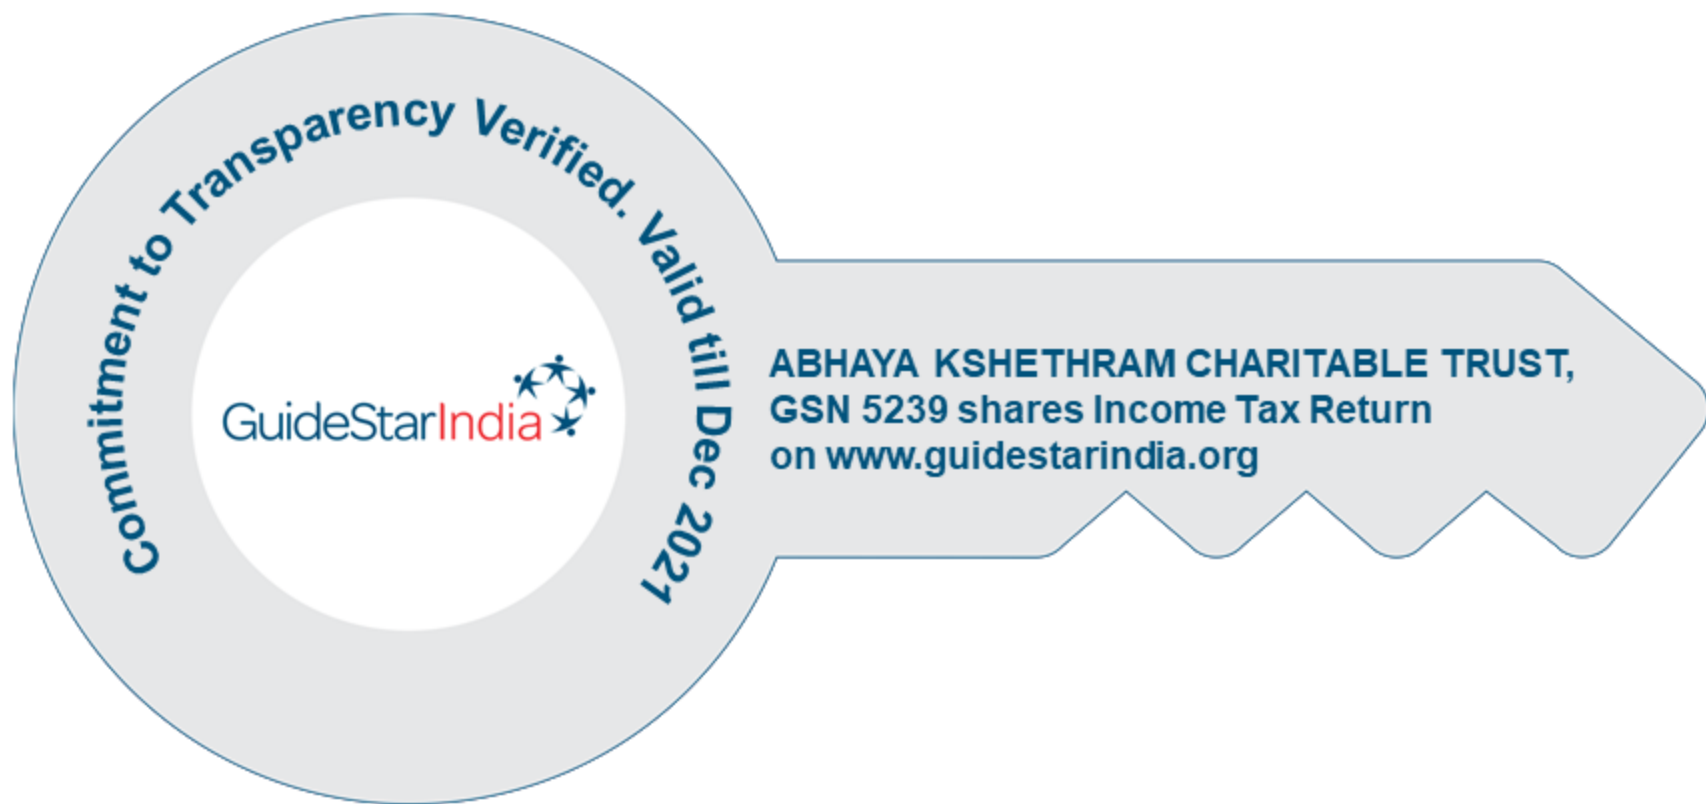 Commitment to Transparency Verified. Valid till Dec 2021
GuideStarIndia
ABHAYA KSHETHRAM CHARITABLE TRUST,
GSN 5239 shares Income Tax Return
on www.guidestarindia.org